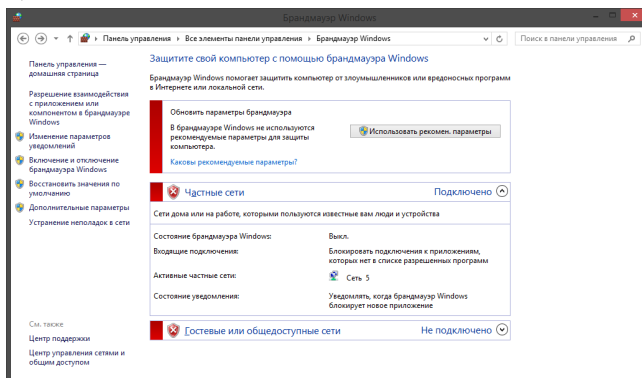 Брандмауэр Windows
Панель управления
Все элементы панели управления
Брандмауэр Windows
Поиск в панели управления
Панель управления —
домашняя страница
Разрешение взаимодействия
с приложением или
компонентом в брандмауэре
Windows
Изменение параметров
уведомлений
Включение и отключение
брандмауэра Windows
Восстановить значения по
умолчанию
Дополнительные параметры
Устранение неполадок в сети
См. также
Центр поддержки
Центр управления сетями и
общим доступом
Защитите свой компьютер с помощью брандмауэра Windows
Брандмауэр Windows помогает защитить компьютер от злоумышленников или вредоносных программ
в Интернете или локальной сети.
Обновить параметры брандмауэра
В брандмауэре Windows не используются
рекомендуемые параметры для защиты
компьютера.
Каковы рекомендуемые параметры?
Использовать рекомен. параметры
Частные сети Подключено
Сети дома или на работе, которыми пользуются известные вам люди и устройства
Состояние брандмауэра Windows: Выкл.
Входящие подключения: Блокировать подключения к приложениям,
которых нет в списке разрешенных программ
Активные частные сети: Сеть 5
Состояние уведомления: Уведомлять, когда брандмауэр Windows
блокирует новое приложение
Гостевые или общедоступные сети Не подключено